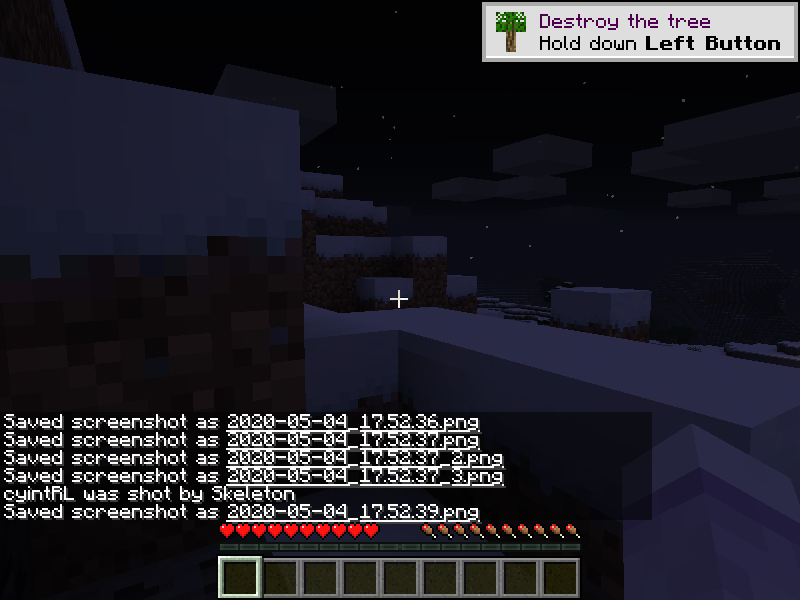 Destroy the tree
Hold down Left Button
Saved screenshot as 2020-05-04_17.52.36.png
Saved screenshot as 2020-05-04_17.52.37.png
Saved screenshot as 2020-05-04_17.52.37_2.png
Saved screenshot as 2020-05-04_17.52.37_3.png
cyintRL was shot by Skeleton
Saved screenshot as 2020-05-04_17.52.39.png